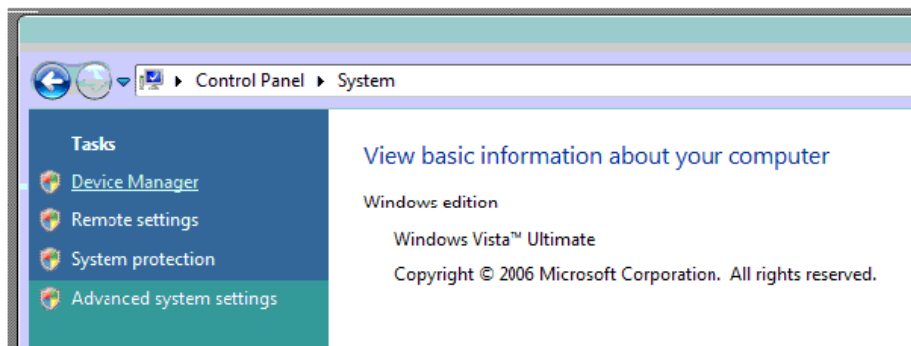 Control Panel ▸ System
Tasks
Device Manager
Remote settings
System protection
Advanced system settings
View basic information about your computer
Windows edition
Windows Vista™ Ultimate
Copyright © 2006 Microsoft Corporation. All rights reserved.